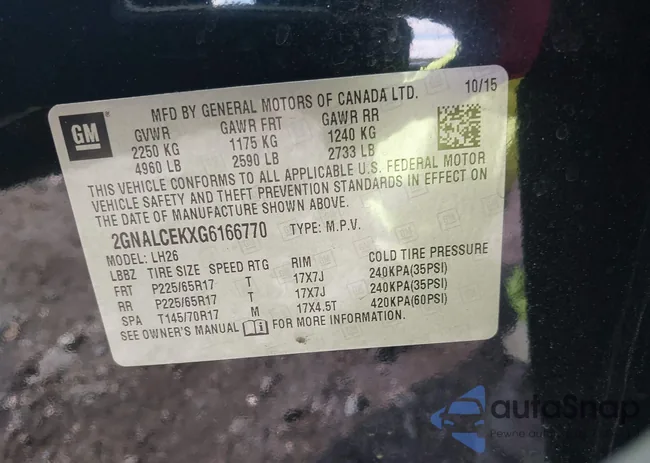 MFD BY GENERAL MOTORS OF CANADA LTD. 10/15
GM
GVWR GAWR FRT GAWR RR
2250 KG 1175 KG 1240 KG
4960 LB 2590 LB 2733 LB
THIS VEHICLE CONFORMS TO ALL APPLICABLE U.S. FEDERAL MOTOR
VEHICLE SAFETY AND THEFT PREVENTION STANDARDS IN EFFECT ON
THE DATE OF MANUFACTURE SHOWN ABOVE.
2GNALCEKXG6166770 TYPE: M.P.V.
MODEL: LH26
LBBZ TIRE SIZE SPEED RTG RIM COLD TIRE PRESSURE
FRT P225/65R17 T 17X7J 240KPA(35PSI)
RR P225/65R17 T 17X7J 240KPA(35PSI)
SPA T145/70R17 M 17X4.5T 420KPA(60PSI)
SEE OWNER'S MANUAL FOR MORE INFORMATION.
autoSnap
Pewne auto